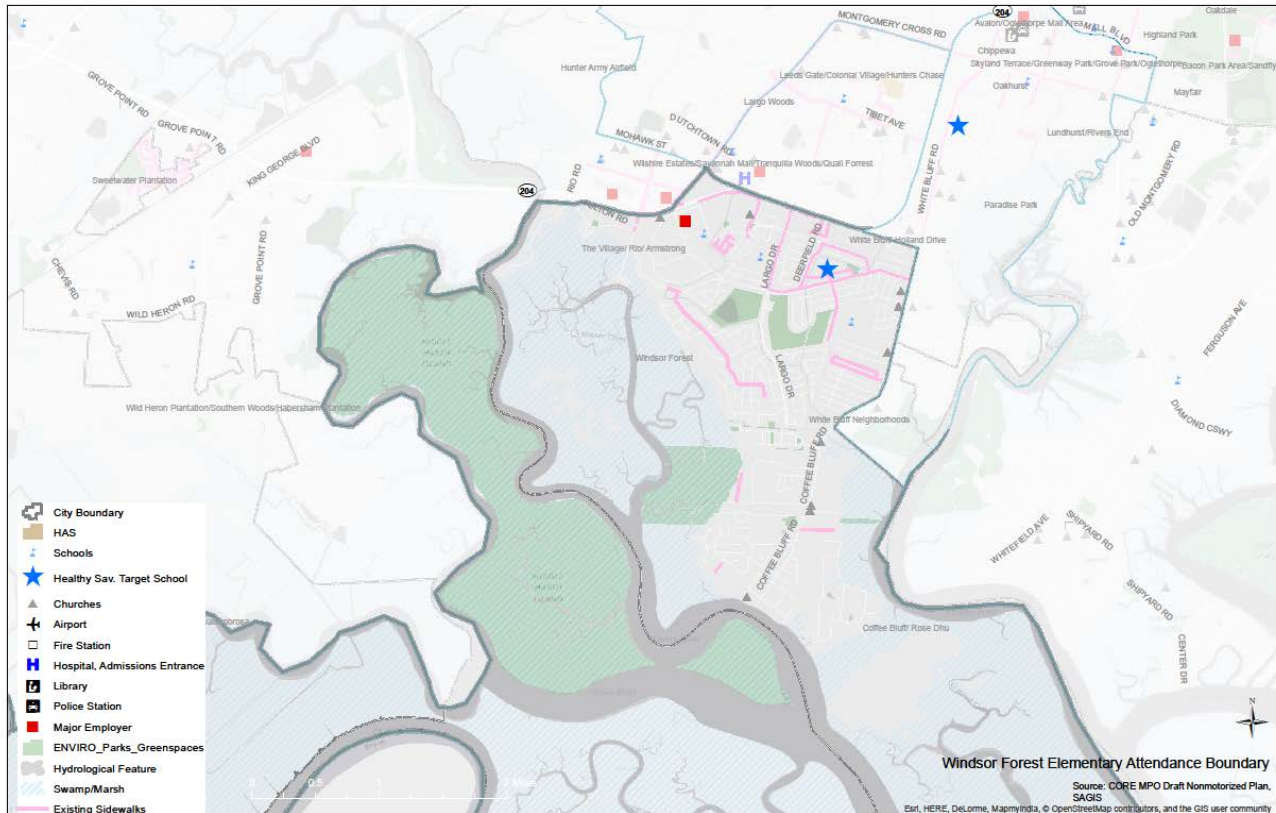 204
MONTGOMERY CROSS RD
Avalon/Oglethorpe Mall Area
MALL BLVD
Oakdale
Highland Park
Chippewa
Skyland Terrace/Greenway Park/Grove Park/Oglethorpe
Bacon Park Area/Sandfly
Hunter Army Airfield
Leeds Gate/Colonial Village/Hunters Chase
Oakhurst
Mayfair
GROVE POINT RD
Largo Woods
TIBET AVE
GROVE POINT RD
DUTCHTOWN RD
MOHAWK ST
Lundhurst/Rivers End
KING GEORGE BLVD
Wilshire Estates/Savannah Mall/Tranquilla Woods/Quail Forrest
H
OLD MONTGOMERY RD
Sweetwater Plantation
RIO RD
204
WHITE BLUFF RD
Paradise Park
GROVE POINT RD
The Village/ Rio/ Armstrong
LARGO DR
DEERFIELD RD
White Bluff/Holland Drive
CHEVIS RD
WILD HERON RD
FERGUSON AVE
Windsor Forest
LARGO DR
Wild Heron Plantation/Southern Woods/Habersham Plantation
White Bluff Neighborhoods
DIAMOND CSWY
COFFEE BLUFF RD
WHITEFIELD AVE
SHIPYARD RD
COFFEE BLUFF RD
SHIPYARD RD
Coffee Bluff/ Rose Dhu
CENTER DR
City Boundary
HAS
Schools
Healthy Sav. Target School
Churches
Airport
Fire Station
H Hospital, Admissions Entrance
Library
Police Station
Major Employer
ENVIRO_Parks_Greenspaces
Hydrological Feature
Swamp/Marsh
Existing Sidewalks
0 0.5 1 2 Miles
N
Windsor Forest Elementary Attendance Boundary
Source: CORE MPO Draft Nonmotorized Plan,
SAGIS
Esri, HERE, DeLorme, MapmyIndia, © OpenStreetMap contributors, and the GIS user community